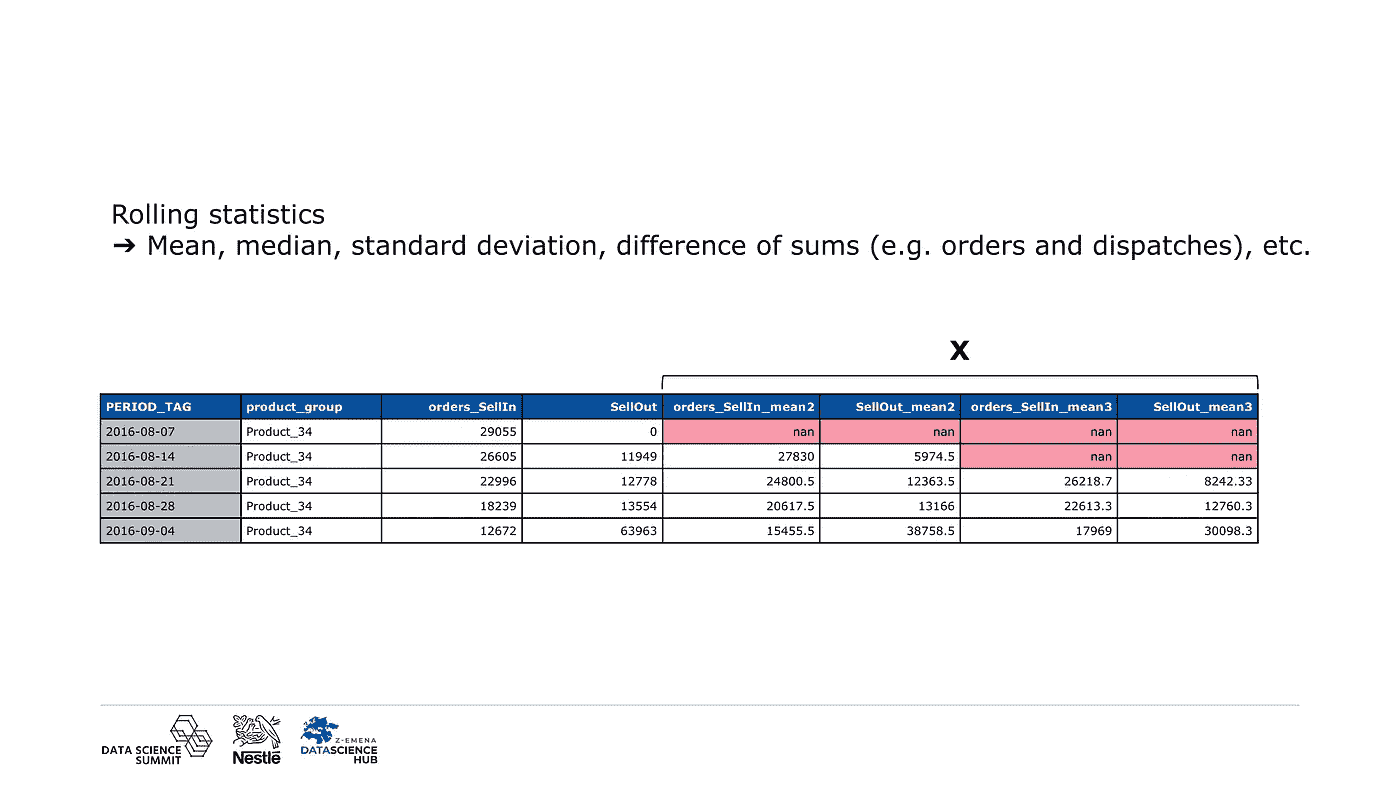 Rolling statistics
➔ Mean, median, standard deviation, difference of sums (e.g. orders and dispatches), etc.
X
PERIOD_TAG product_group orders_SellIn SellOut orders_SellIn_mean2 SellOut_mean2 orders_SellIn_mean3 SellOut_mean3
2016-08-07 Product_34 29055 0 nan nan nan nan
2016-08-14 Product_34 26605 11949 27830 5974.5 nan nan
2016-08-21 Product_34 22996 12778 24800.5 12363.5 26218.7 8242.33
2016-08-28 Product_34 18239 13554 20617.5 13166 22613.3 12760.3
2016-09-04 Product_34 12672 63963 15455.5 38758.5 17969 30098.3
DATA SCIENCE
SUMMIT
Nestlé
Z-EMENA
DATASCIENCE
HUB